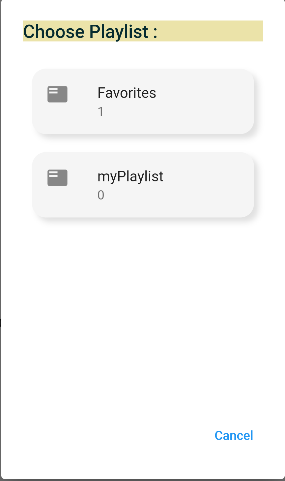 Choose Playlist :
Favorites
1
myPlaylist
0
Cancel